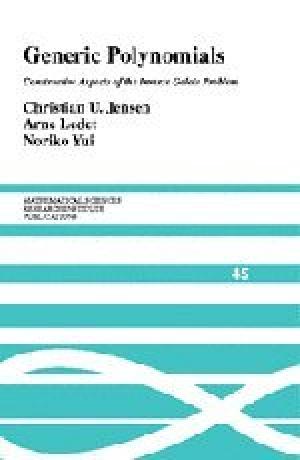 Generic Polynomials
Constructive Aspects of the Inverse Galois Problem
Christian U. Jensen
Arne Ledet
Noriko Yui
MATHEMATICAL SCIENCES
RESEARCH INSTITUTE
PUBLICATIONS
45